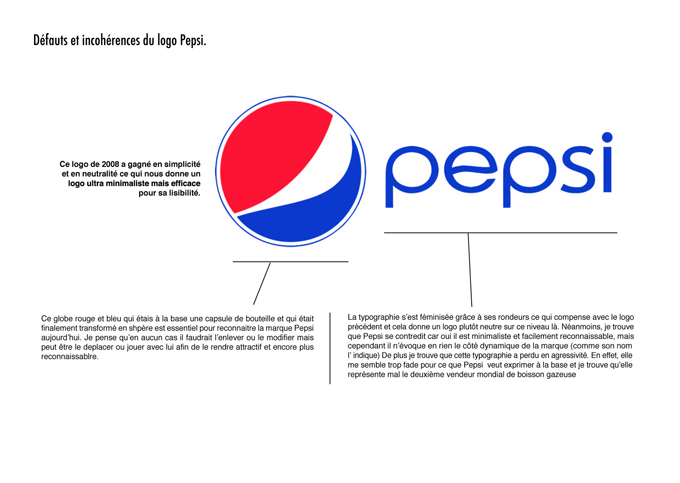 Défauts et incohérences du logo Pepsi.
Ce logo de 2008 a gagné en simplicité
et en neutralité ce qui nous donne un
logo ultra minimaliste mais efficace
pour sa lisibilité.
pepsi
Ce globe rouge et bleu qui étais à la base une capsule de bouteille et qui était
finalement transformé en shpère est essentiel pour reconnaitre la marque Pepsi
aujourd'hui. Je pense qu'en aucun cas il faudrait l'enlever ou le modifier mais
peut être le deplacer ou jouer avec lui afin de le rendre attractif et encore plus
reconnaissablre.
La typographie s'est féminisée grâce à ses rondeurs ce qui compense avec le logo
précédent et cela donne un logo plutôt neutre sur ce niveau là. Néanmoins, je trouve
que Pepsi se contredit car oui il est minimaliste et facilement reconnaissable, mais
cependant il n'évoque en rien le côté dynamique de la marque (comme son nom
l' indique) De plus je trouve que cette typographie a perdu en agressivité. En effet, elle
me semble trop fade pour ce que Pepsi veut exprimer à la base et je trouve qu'elle
représente mal le deuxième vendeur mondial de boisson gazeuse